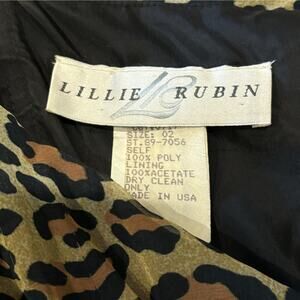 LILLIE RUBIN
SIZE: 02
ST.89-7056
SELF
100% POLY
LINING
100%ACETATE
DRY CLEAN
ONLY
MADE IN USA